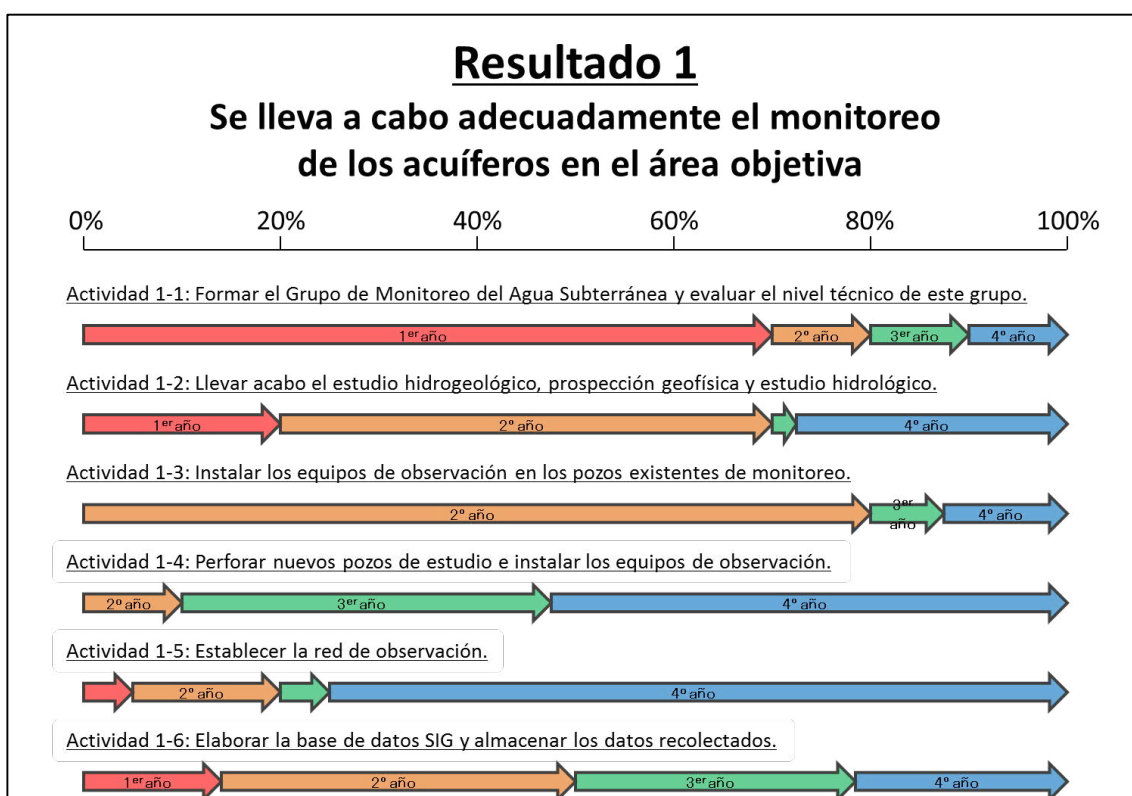 Resultado 1
Se lleva a cabo adecuadamente el monitoreo
de los acuíferos en el área objetiva
0% 20% 40% 60% 80% 100%
Actividad 1-1: Formar el Grupo de Monitoreo del Agua Subterránea y evaluar el nivel técnico de este grupo.
1er año 2º año 3er año 4º año
Actividad 1-2: Llevar acabo el estudio hidrogeológico, prospección geofísica y estudio hidrológico.
1er año 2º año 4º año
Actividad 1-3: Instalar los equipos de observación en los pozos existentes de monitoreo.
2º año 3er año 4º año
Actividad 1-4: Perforar nuevos pozos de estudio e instalar los equipos de observación.
2º año 3er año 4º año
Actividad 1-5: Establecer la red de observación.
2º año 4º año
Actividad 1-6: Elaborar la base de datos SIG y almacenar los datos recolectados.
1er año 2º año 3er año 4º año